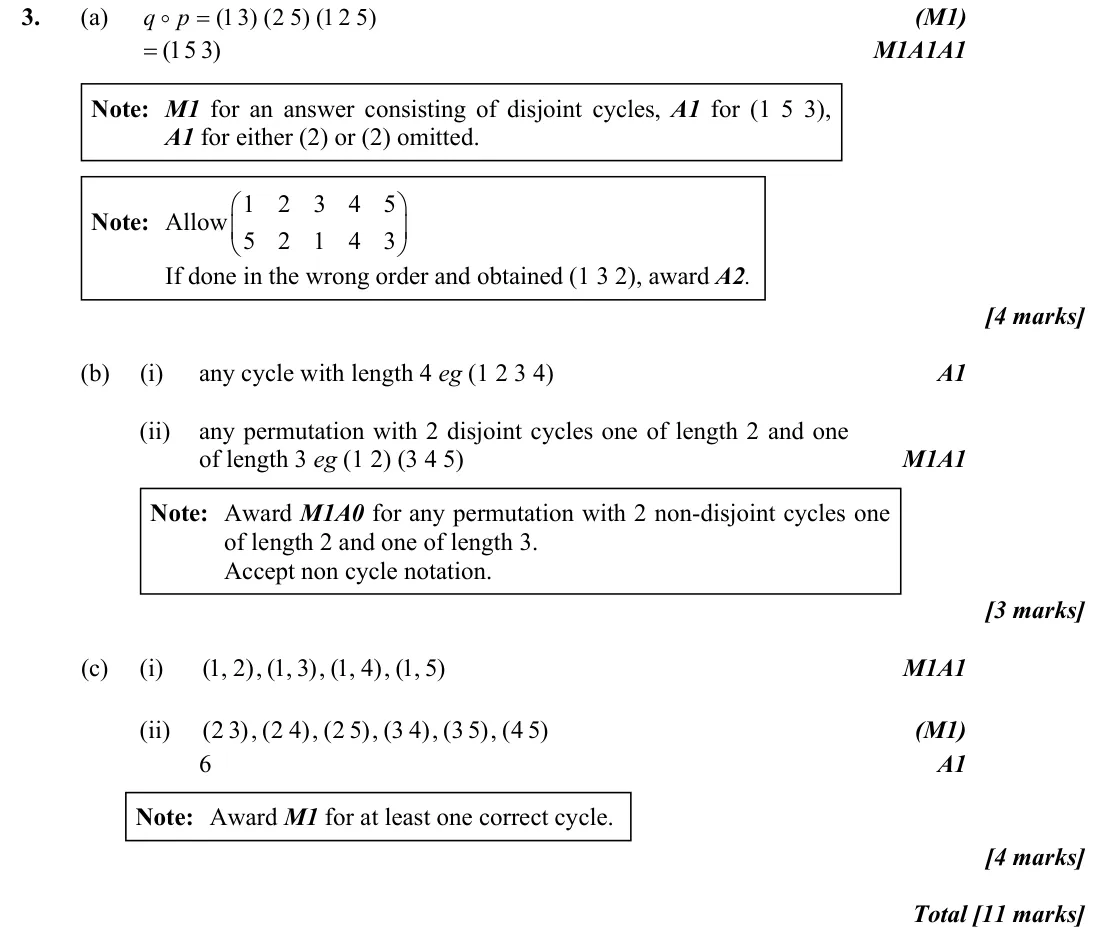 3. (a) q ∘ p = (1 3) (2 5) (1 2 5) (M1)
= (1 5 3) M1A1A1
Note: M1 for an answer consisting of disjoint cycles, A1 for (1 5 3),
A1 for either (2) or (2) omitted.
1 2 3 4 5
Note: Allow
5 2 1 4 3
If done in the wrong order and obtained (1 3 2), award A2.
[4 marks]
(b) (i) any cycle with length 4 eg (1 2 3 4) A1
(ii) any permutation with 2 disjoint cycles one of length 2 and one
of length 3 eg (1 2) (3 4 5) M1A1
Note: Award M1A0 for any permutation with 2 non-disjoint cycles one
of length 2 and one of length 3.
Accept non cycle notation.
[3 marks]
(c) (i) (1, 2), (1, 3), (1, 4), (1, 5) M1A1
(ii) (2 3), (2 4), (2 5), (3 4), (3 5), (4 5) (M1)
6 A1
Note: Award M1 for at least one correct cycle.
[4 marks]
Total [11 marks]